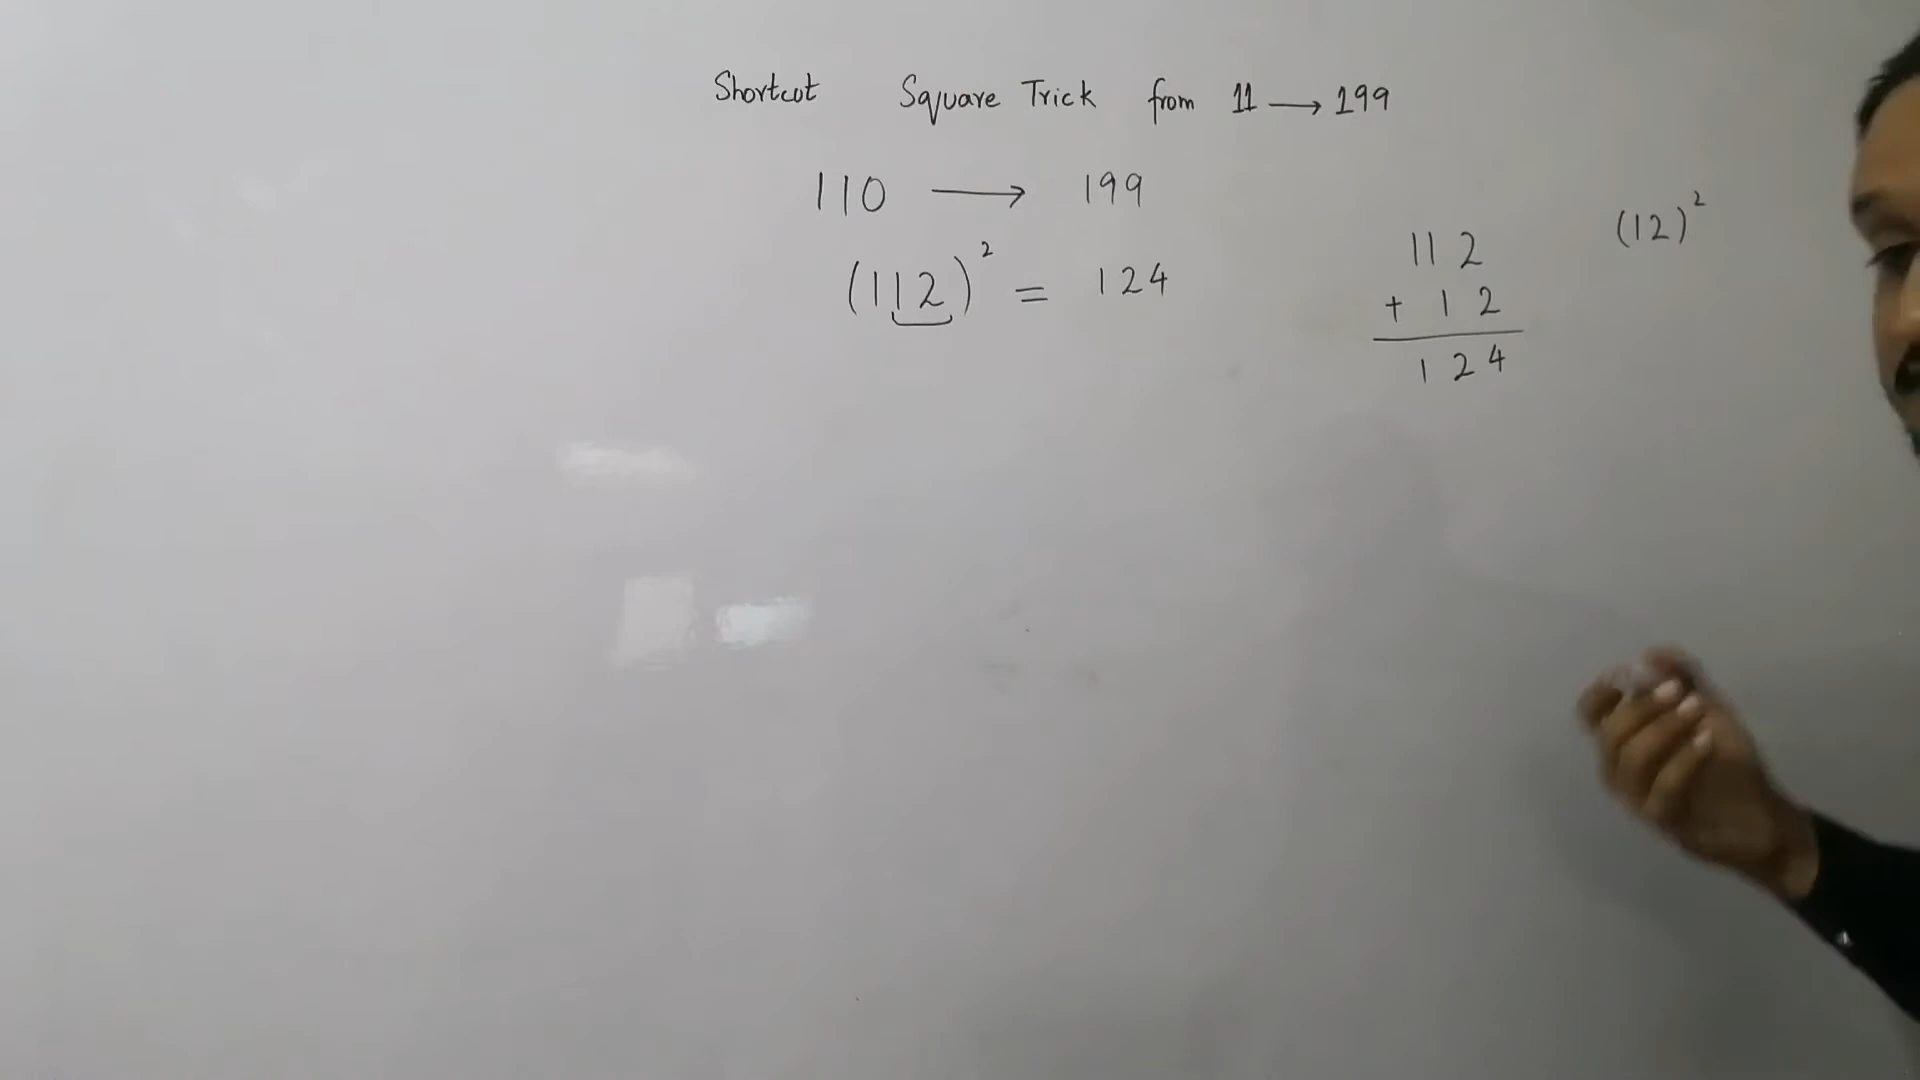 Shortcut Square Trick from 11 → 199
110 → 199
(112)² = 124
112
+ 12
124
(12)²